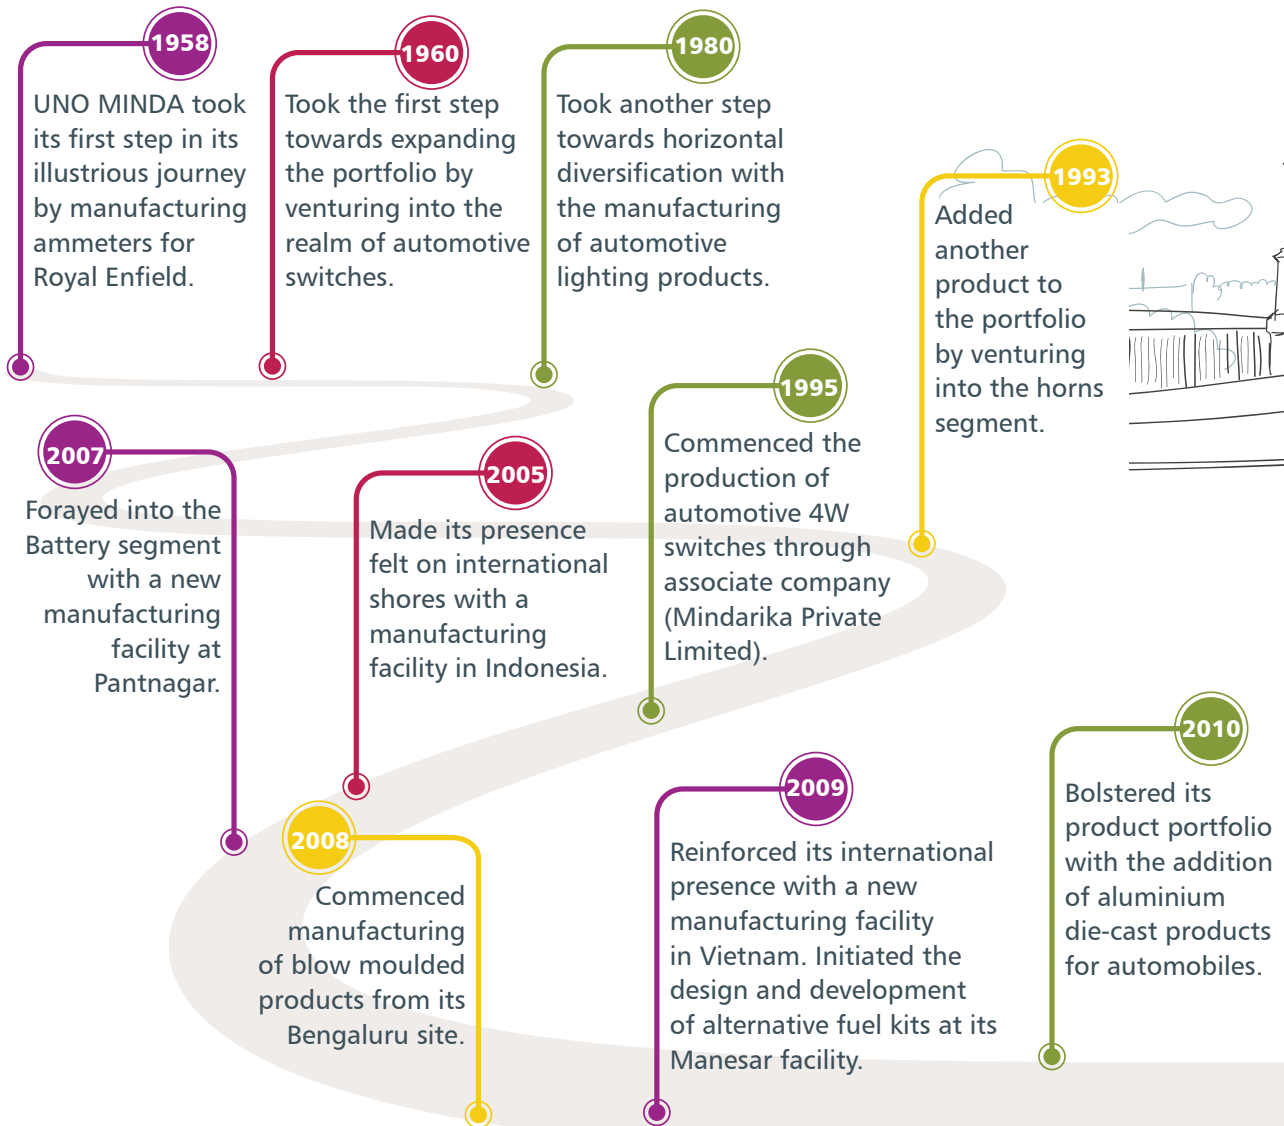 1958
UNO MINDA took
its first step in its
illustrious journey
by manufacturing
ammeters for
Royal Enfield.
1960
Took the first step
towards expanding
the portfolio by
venturing into the
realm of automotive
switches.
1980
Took another step
towards horizontal
diversification with
the manufacturing
of automotive
lighting products.
1993
Added
another
product to
the portfolio
by venturing
into the horns
segment.
1995
Commenced the
production of
automotive 4W
switches through
associate company
(Mindarika Private
Limited).
2005
Made its presence
felt on international
shores with a
manufacturing
facility in Indonesia.
2007
Forayed into the
Battery segment
with a new
manufacturing
facility at
Pantnagar.
2008
Commenced
manufacturing
of blow moulded
products from its
Bengaluru site.
2009
Reinforced its international
presence with a new
manufacturing facility
in Vietnam. Initiated the
design and development
of alternative fuel kits at its
Manesar facility.
2010
Bolstered its
product portfolio
with the addition
of aluminium
die-cast products
for automobiles.